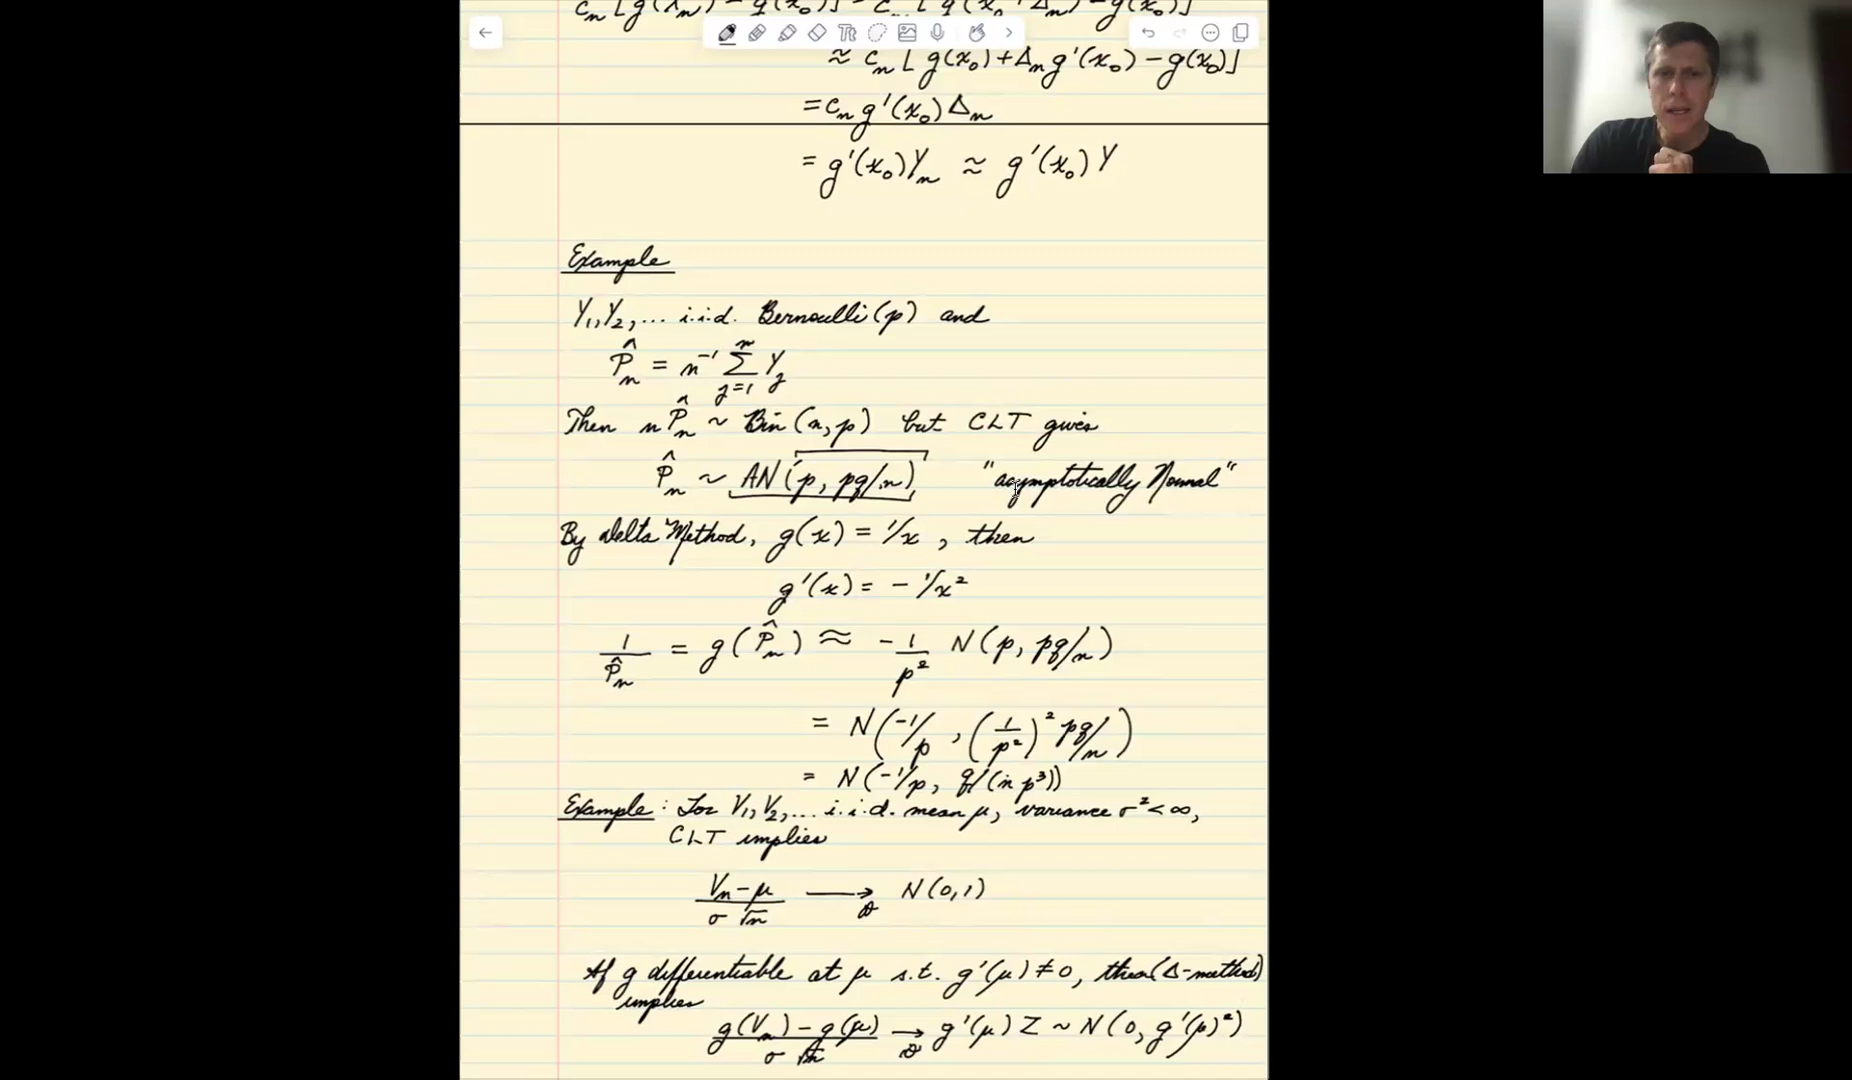 ≈ cₙ [g(x₀) + Δₙ g'(x₀) − g(x₀)]
= cₙ g'(x₀) Δₙ
= g'(x₀) Yₙ ≈ g'(x₀) Y
Example
Y₁, Y₂, ... i.i.d. Bernoulli(p) and
P̂ₙ = n⁻¹ Σⁿⱼ₌₁ Yⱼ
Then n P̂ₙ ~ Bin(n, p) but CLT gives
P̂ₙ ~ AN(p, pq/n) "asymptotically Normal"
By delta Method, g(x) = 1/x, then
g'(x) = − 1/x²
1/P̂ₙ = g(P̂ₙ) ≈ − 1/p² N(p, pq/n)
= N(−1/p, (1/p²)² pq/n)
= N(−1/p, q/(n p³))
Example: For V₁, V₂, ... i.i.d. mean μ, variance σ² < ∞,
CLT implies
(Vₙ − μ)/(σ √n) →_D N(0, 1)
If g differentiable at μ s.t. g'(μ) ≠ 0, then (Δ-method)
implies
(g(Vₙ) − g(μ))/(σ √n) →_D g'(μ) Z ~ N(0, g'(μ)²)